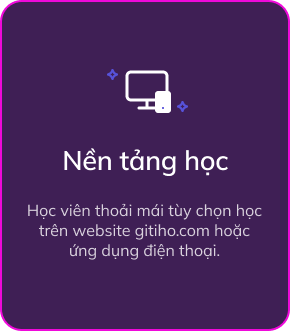 Nền tảng học
Học viên thoải mái tùy chọn học
trên website gitiho.com hoặc
ứng dụng điện thoại.